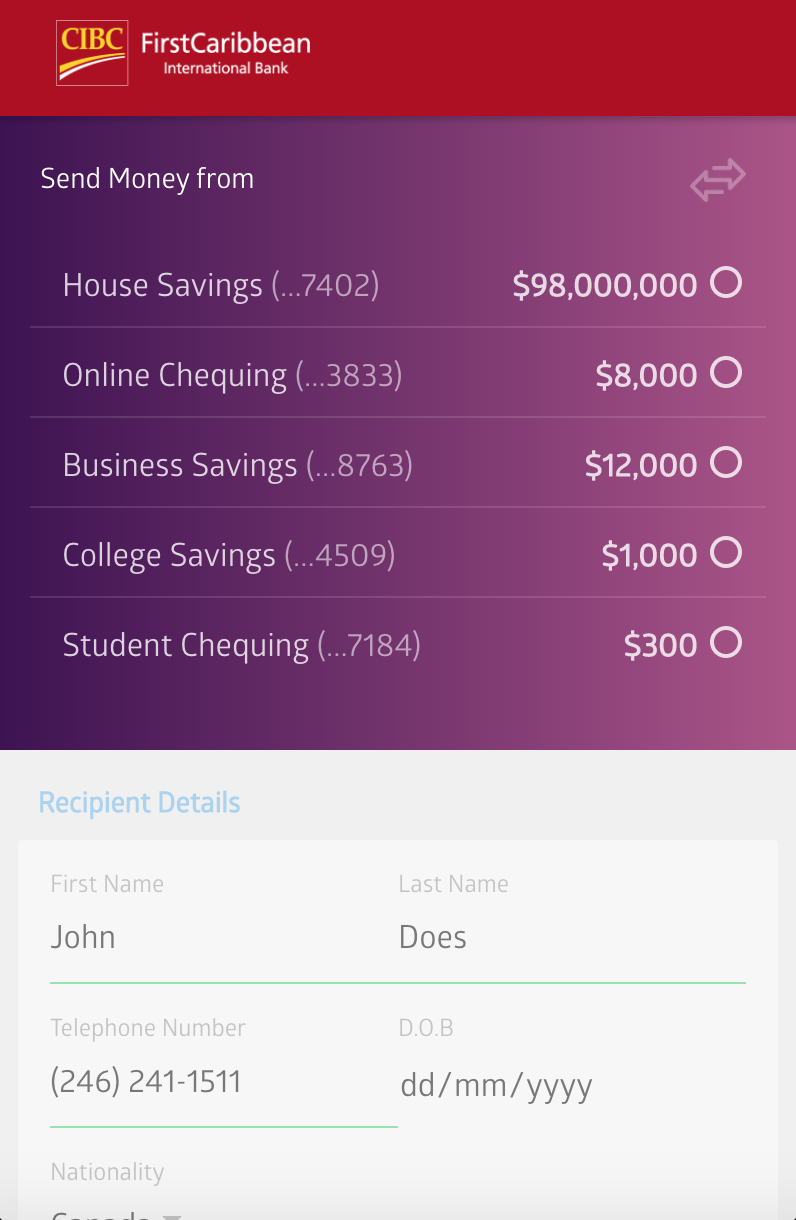 CIBC FirstCaribbean
International Bank
Send Money from
House Savings (...7402) $98,000,000
Online Chequing (...3833) $8,000
Business Savings (...8763) $12,000
College Savings (...4509) $1,000
Student Chequing (...7184) $300
Recipient Details
First Name Last Name
John Does
Telephone Number D.O.B
(246) 241-1511 dd/mm/yyyy
Nationality
Canada